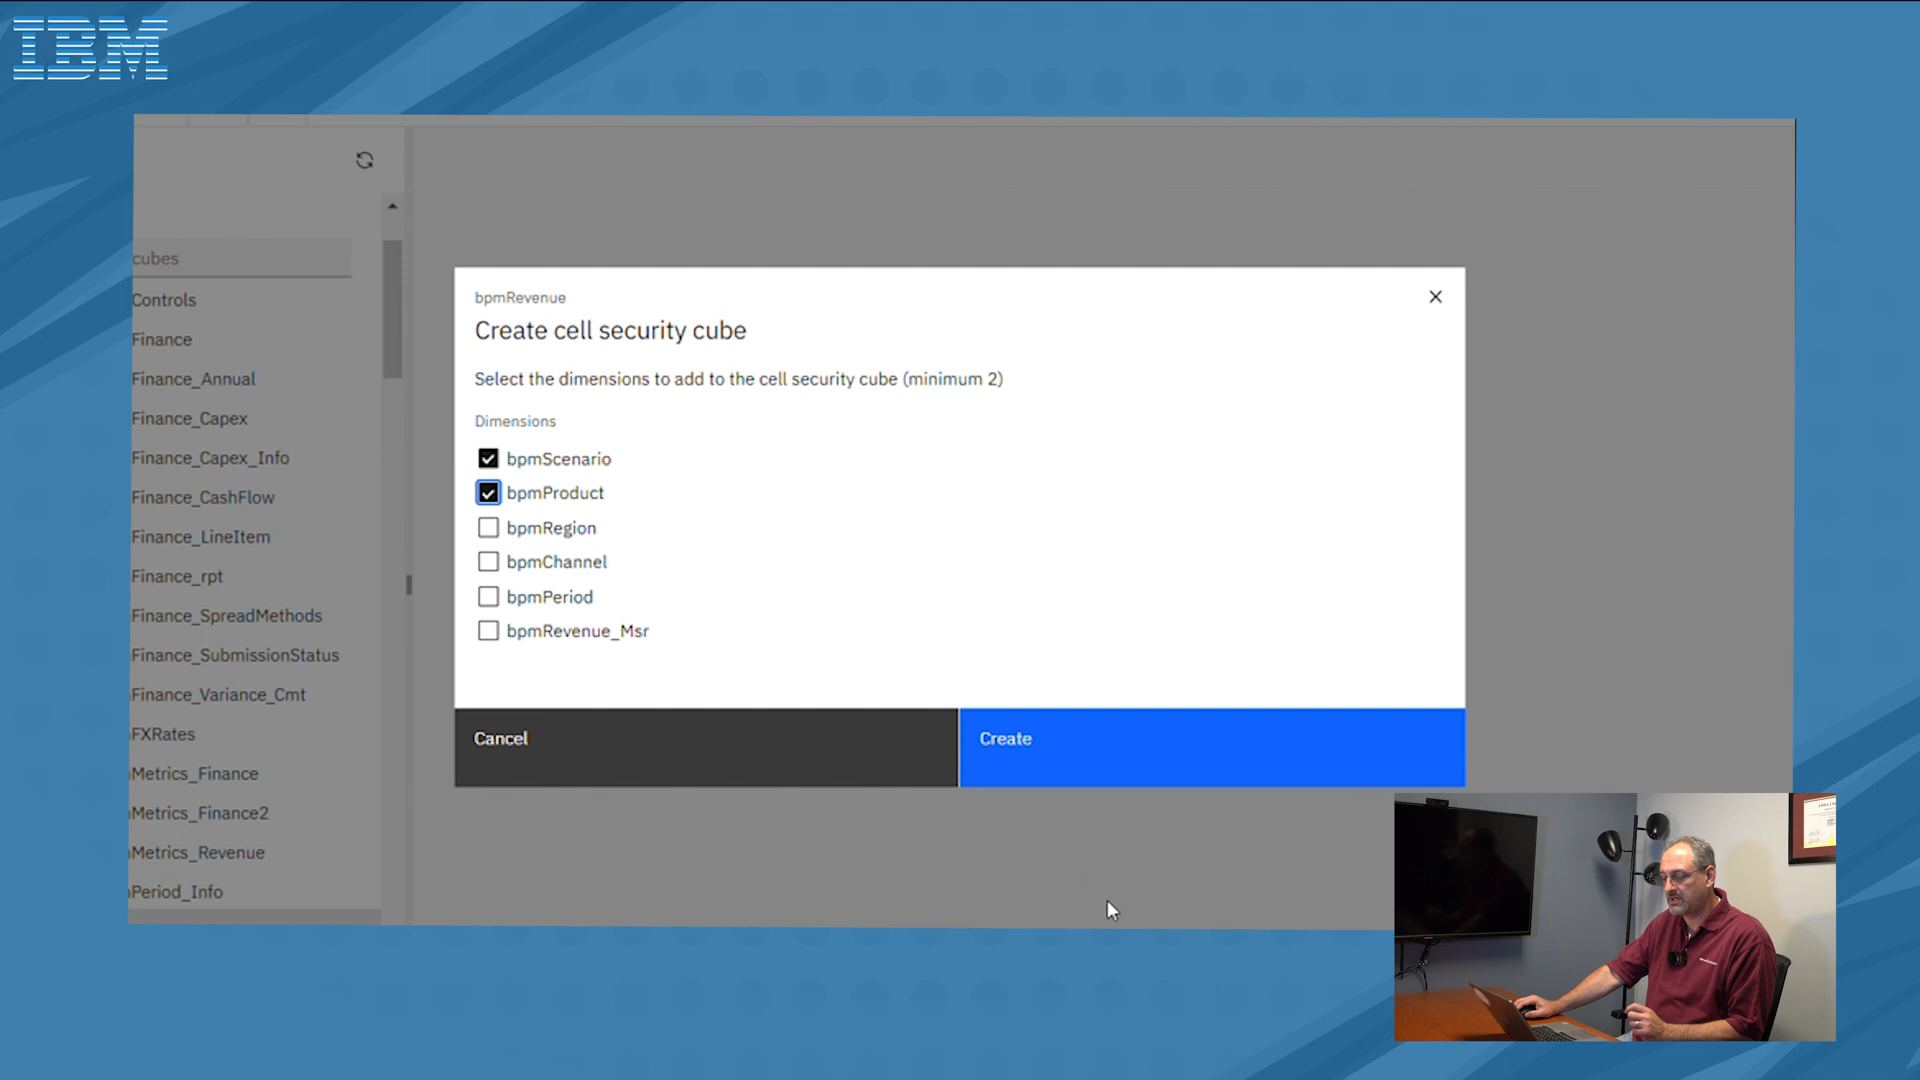 IBM
cubes
Controls
Finance
Finance_Annual
Finance_Capex
Finance_Capex_Info
Finance_CashFlow
Finance_LineItem
Finance_rpt
Finance_SpreadMethods
Finance_SubmissionStatus
Finance_Variance_Cmt
FXRates
Metrics_Finance
Metrics_Finance2
Metrics_Revenue
Period_Info
bpmRevenue
Create cell security cube
Select the dimensions to add to the cell security cube (minimum 2)
Dimensions
bpmScenario
bpmProduct
bpmRegion
bpmChannel
bpmPeriod
bpmRevenue_Msr
Cancel
Create